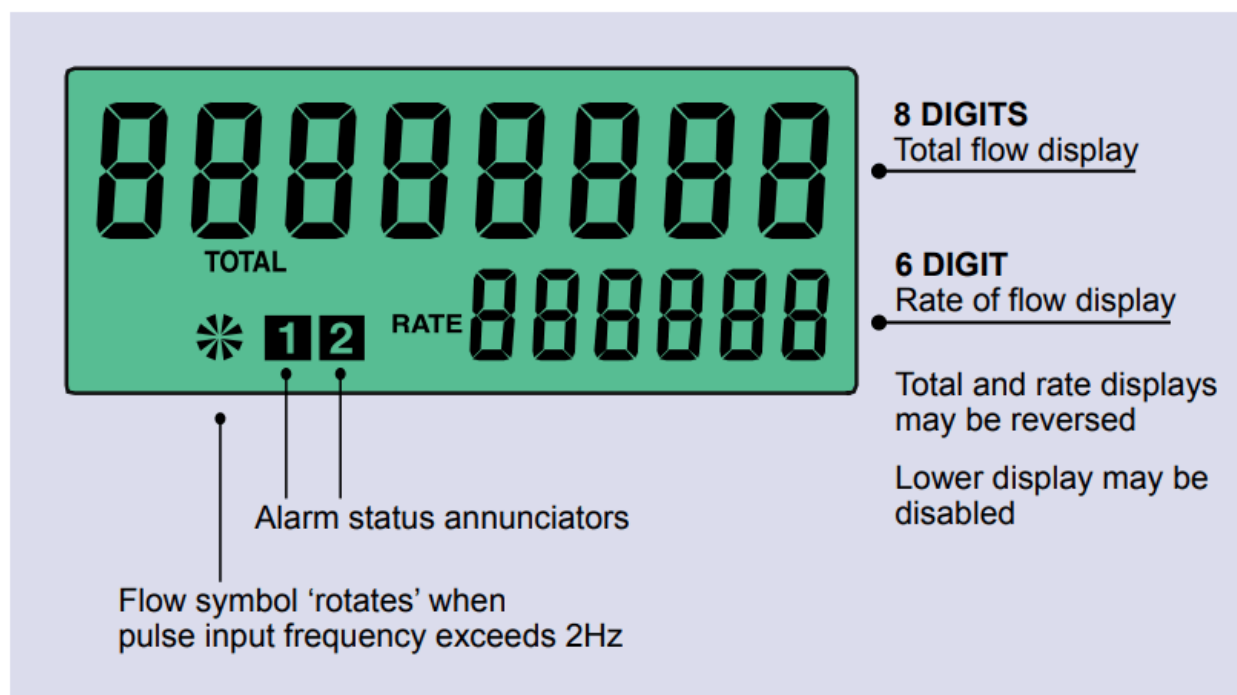 88888888
8 DIGITS
Total flow display
TOTAL
1 2
RATE
888888
6 DIGIT
Rate of flow display
Total and rate displays
may be reversed
Lower display may be
disabled
Alarm status annunciators
Flow symbol ‘rotates’ when
pulse input frequency exceeds 2Hz